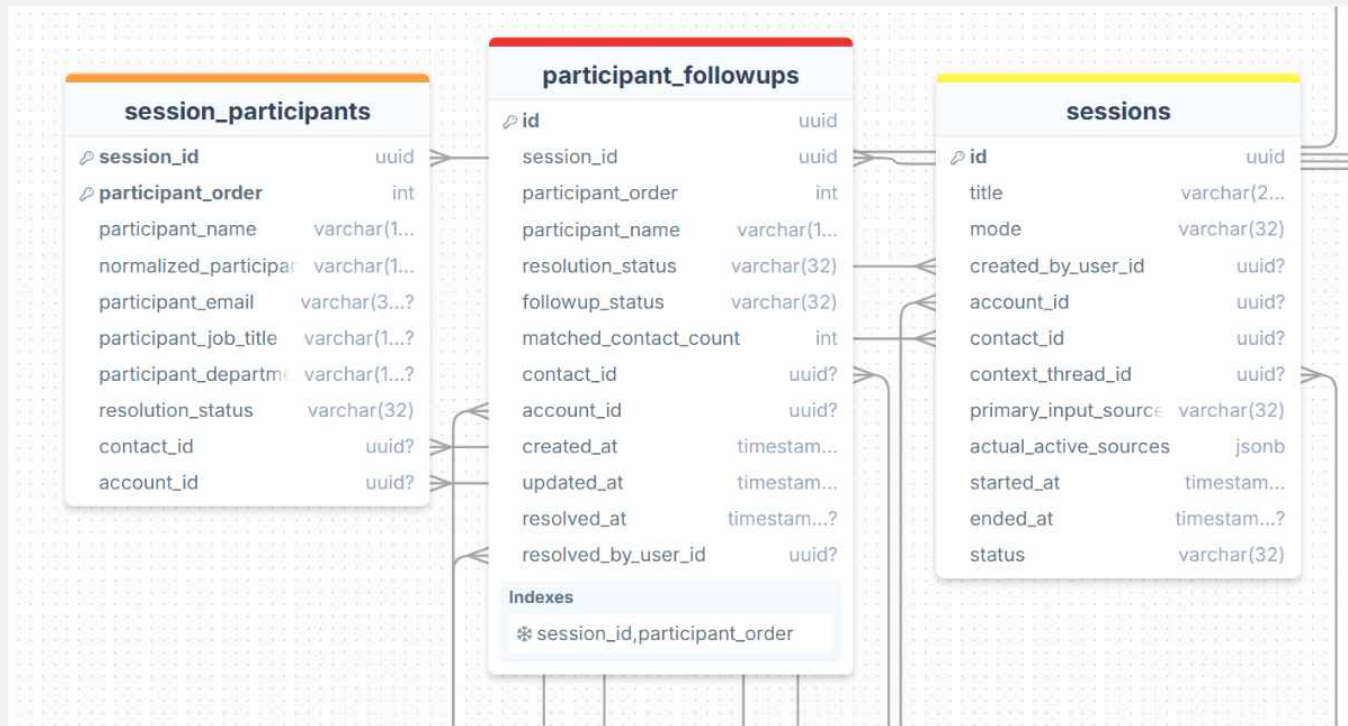 session_participants
session_id uuid
participant_order int
participant_name varchar(1...
normalized_participar varchar(1...
participant_email varchar(3...?
participant_job_title varchar(1...?
participant_departme varchar(1...?
resolution_status varchar(32)
contact_id uuid?
account_id uuid?
participant_followups
id uuid
session_id uuid
participant_order int
participant_name varchar(1...
resolution_status varchar(32)
followup_status varchar(32)
matched_contact_count int
contact_id uuid?
account_id uuid?
created_at timestam...
updated_at timestam...
resolved_at timestam...?
resolved_by_user_id uuid?
Indexes
session_id,participant_order
sessions
id uuid
title varchar(2...
mode varchar(32)
created_by_user_id uuid?
account_id uuid?
contact_id uuid?
context_thread_id uuid?
primary_input_source varchar(32)
actual_active_sources jsonb
started_at timestam...
ended_at timestam...?
status varchar(32)